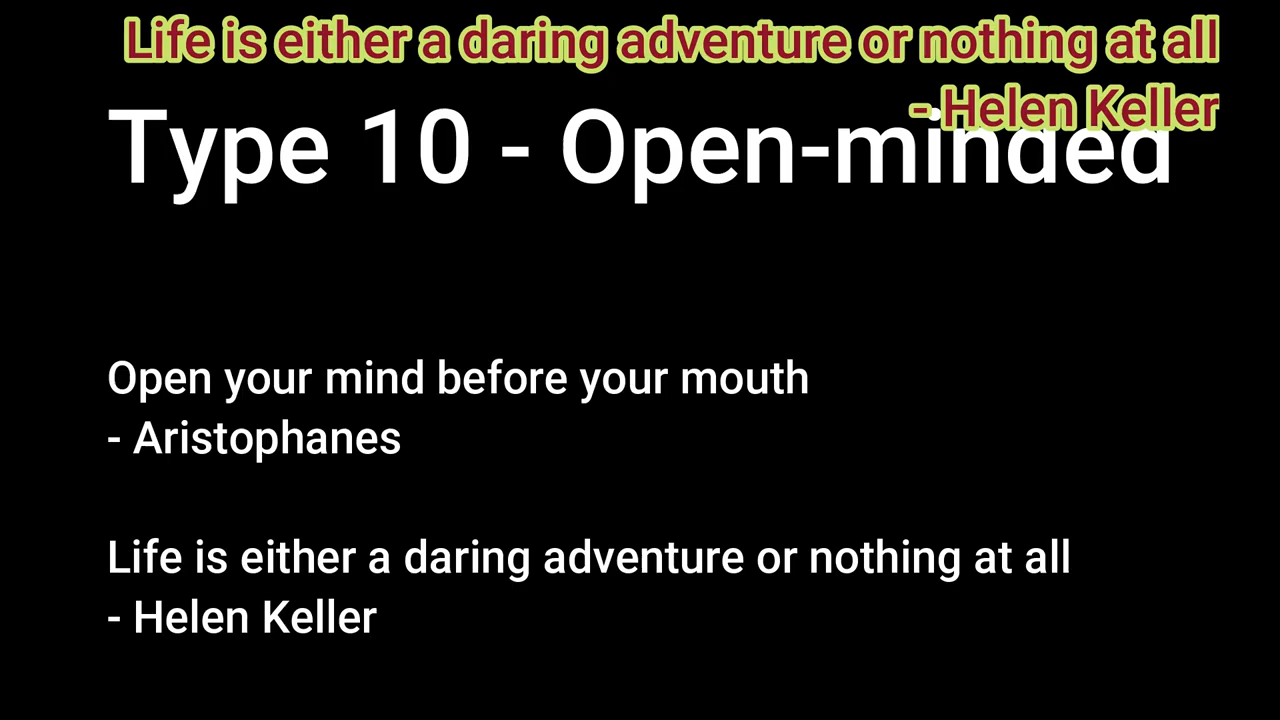 Life is either a daring adventure or nothing at all
- Helen Keller
Type 10 - Open-minded
Open your mind before your mouth
- Aristophanes
Life is either a daring adventure or nothing at all
- Helen Keller